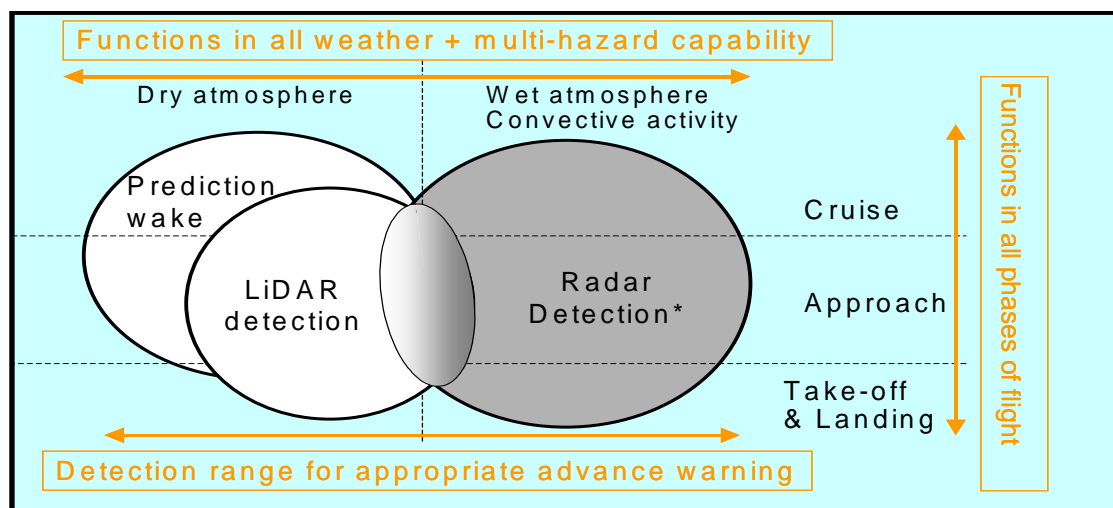 Functions in all weather + multi-hazard capability
Dry atmosphere
Wet atmosphere
Convective activity
Prediction
wake
LiDAR
detection
Radar
Detection*
Cruise
Approach
Take-off
& Landing
Functions in all phases of flight
Detection range for appropriate advance warning